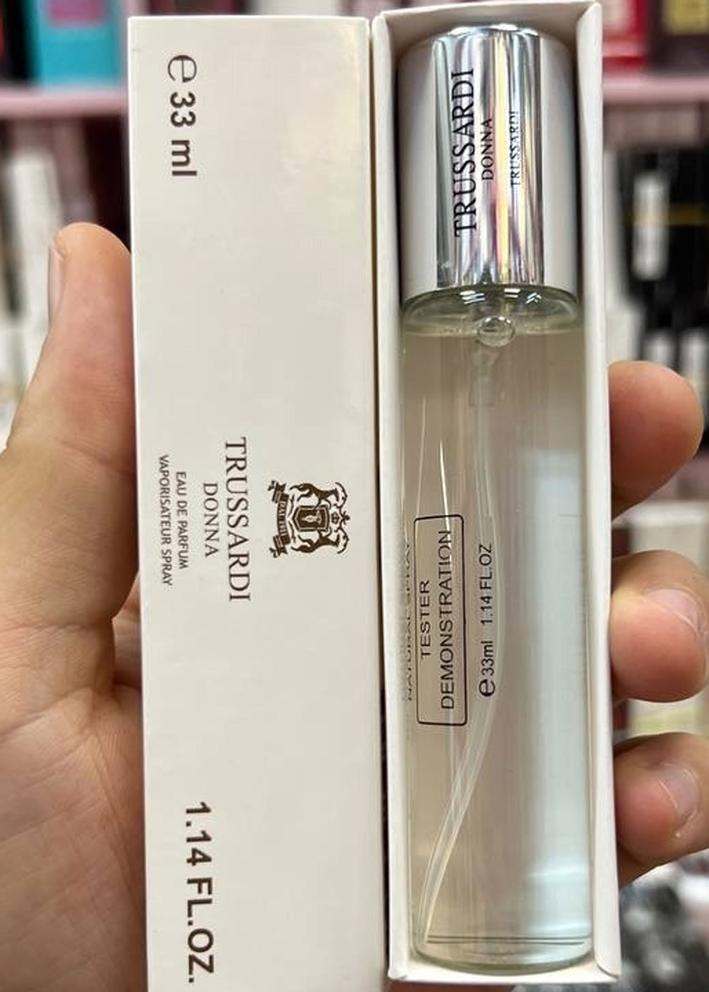 e 33 ml
TRUSSARDI
DONNA
EAU DE PARFUM
VAPORISATEUR SPRAY
1.14 FL.OZ.
TRUSSARDI
DONNA
TRUSSARDI
NATURAL SPRAY
TESTER
DEMONSTRATION
e 33ml 1.14 FL.OZ